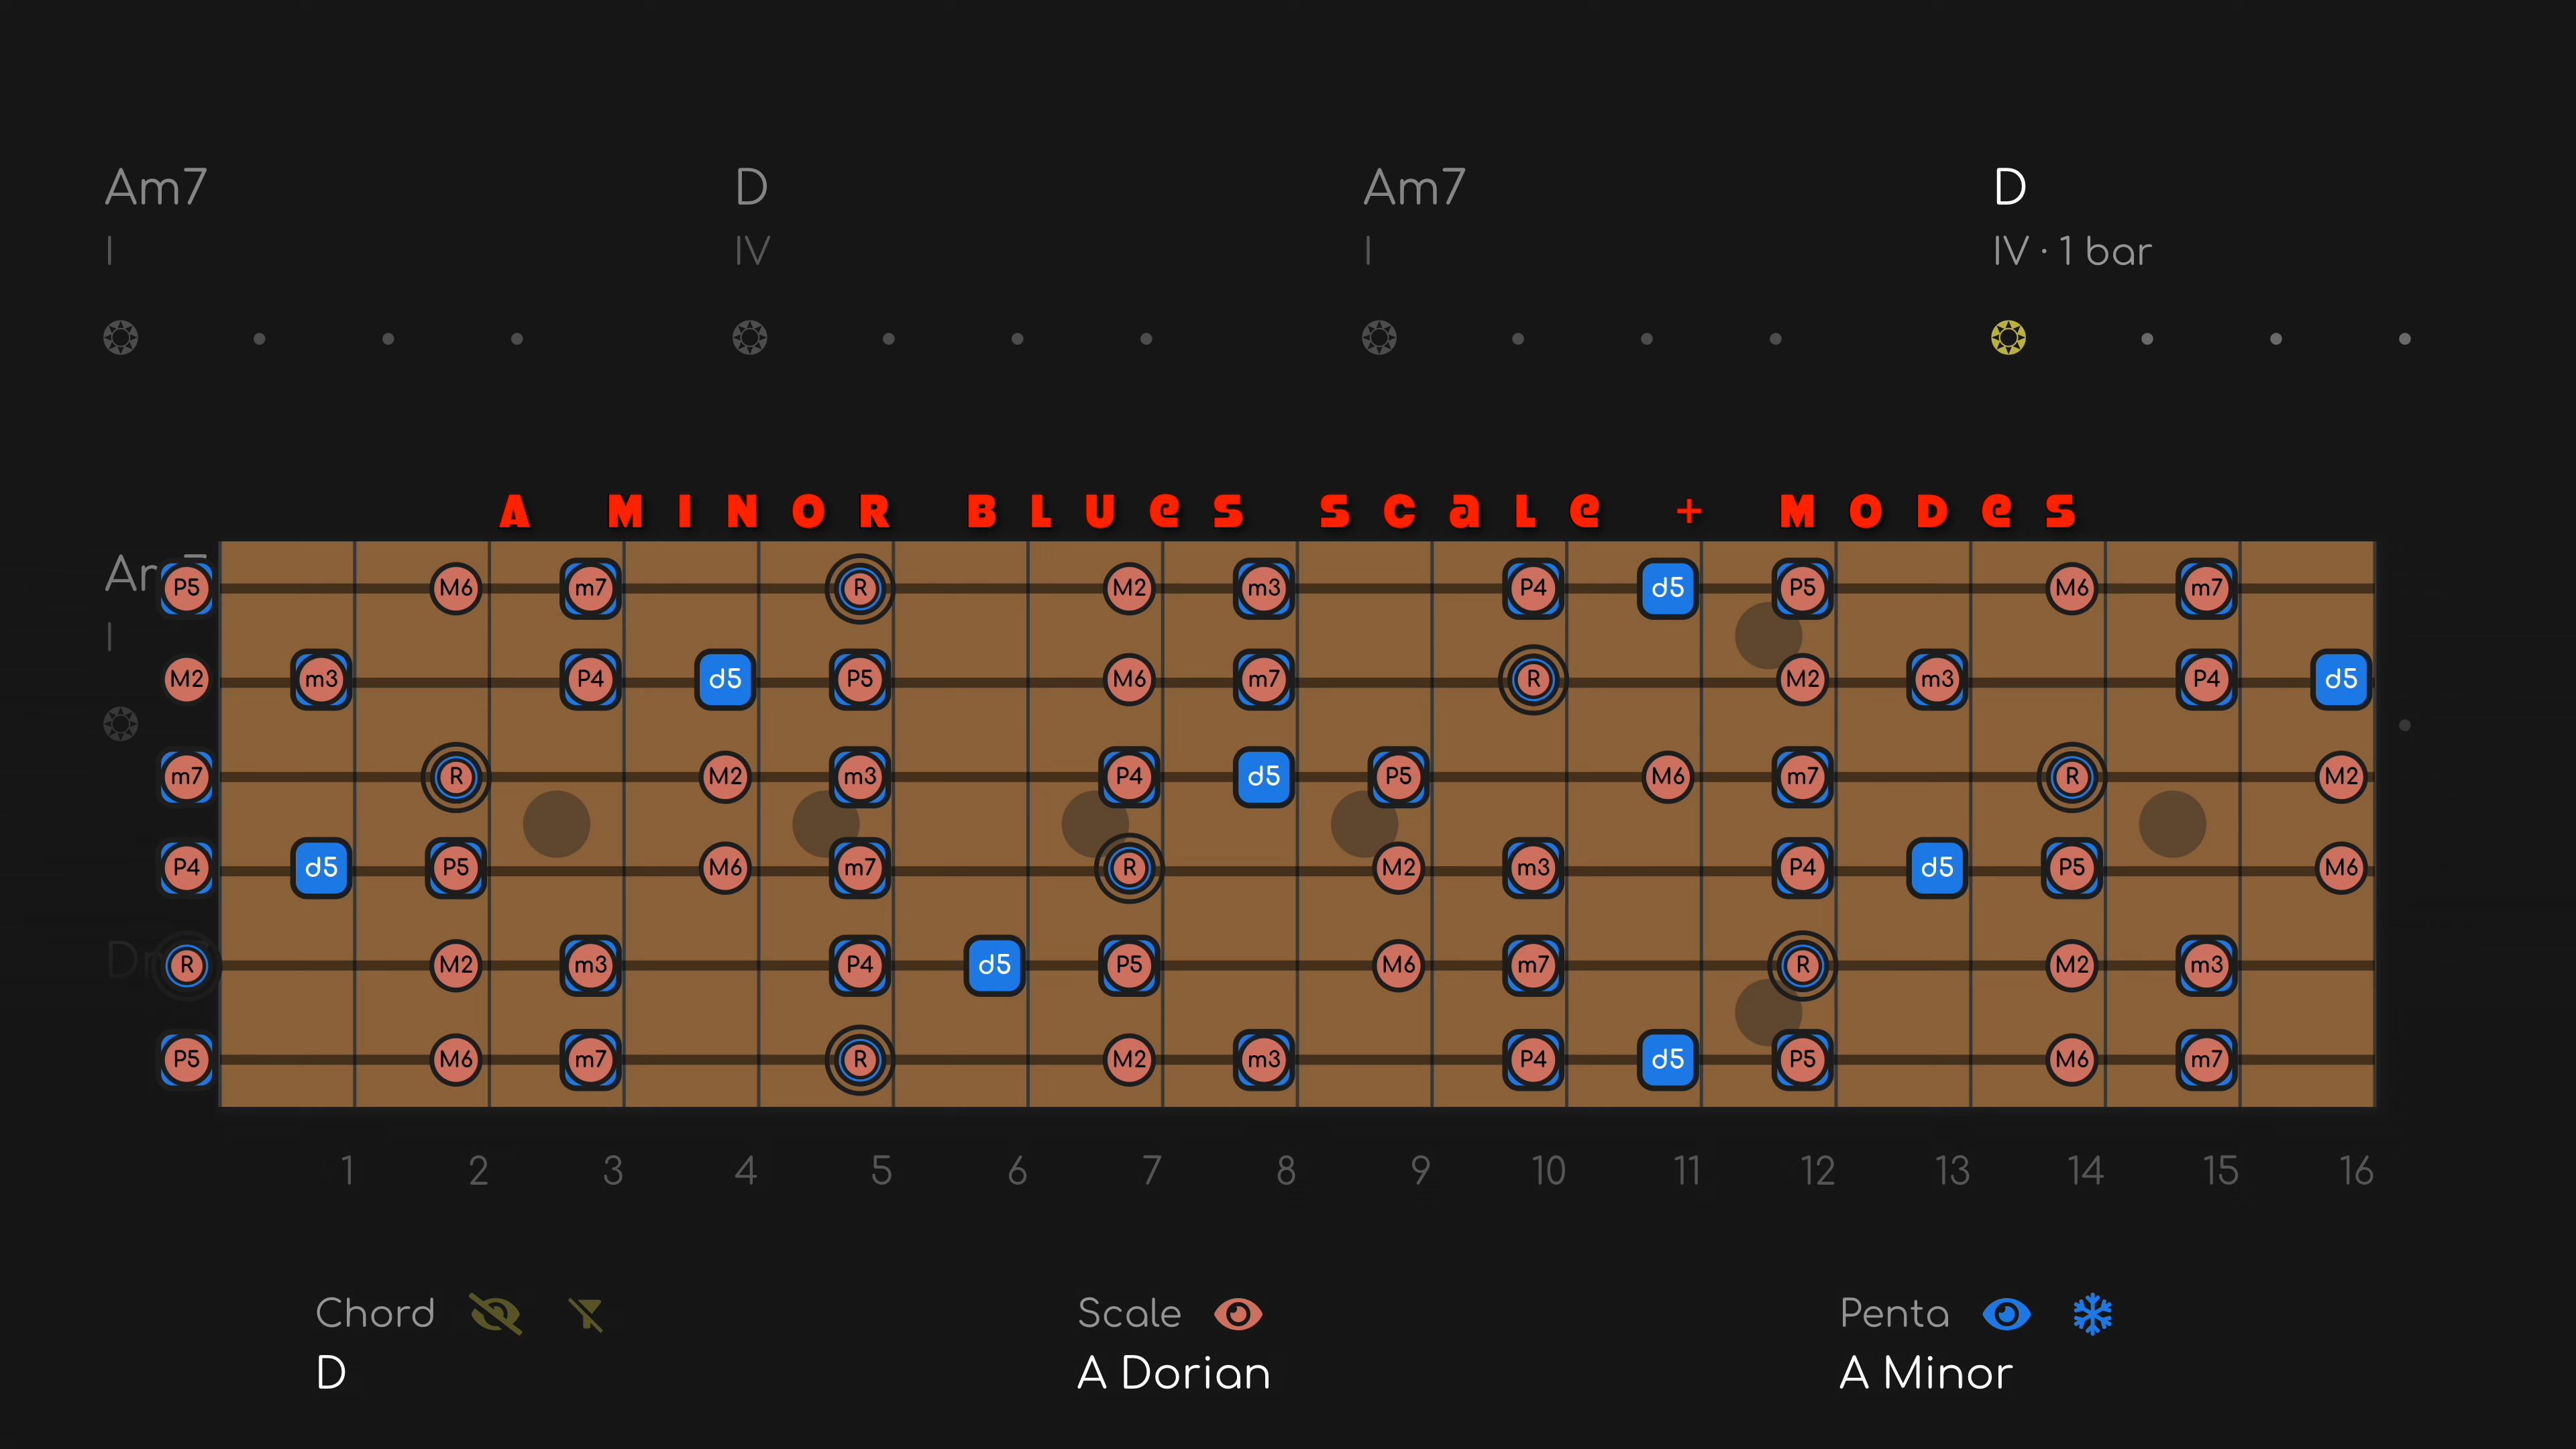 Am7 D Am7 D
I IV I IV · 1 bar
A MINOR BLUes scaLe + MODes
P5 M6 m7 R M2 m3 P4 d5 P5 M6 m7
I
M2 m3 P4 d5 P5 M6 m7 R M2 m3 P4 d5
m7 R M2 m3 P4 d5 P5 M6 m7 R M2
P4 d5 P5 M6 m7 R M2 m3 P4 d5 P5 M6
R M2 m3 P4 d5 P5 M6 m7 R M2 m3
P5 M6 m7 R M2 m3 P4 d5 P5 M6 m7
1 2 3 4 5 6 7 8 9 10 11 12 13 14 15 16
Chord Scale Penta
D A Dorian A Minor